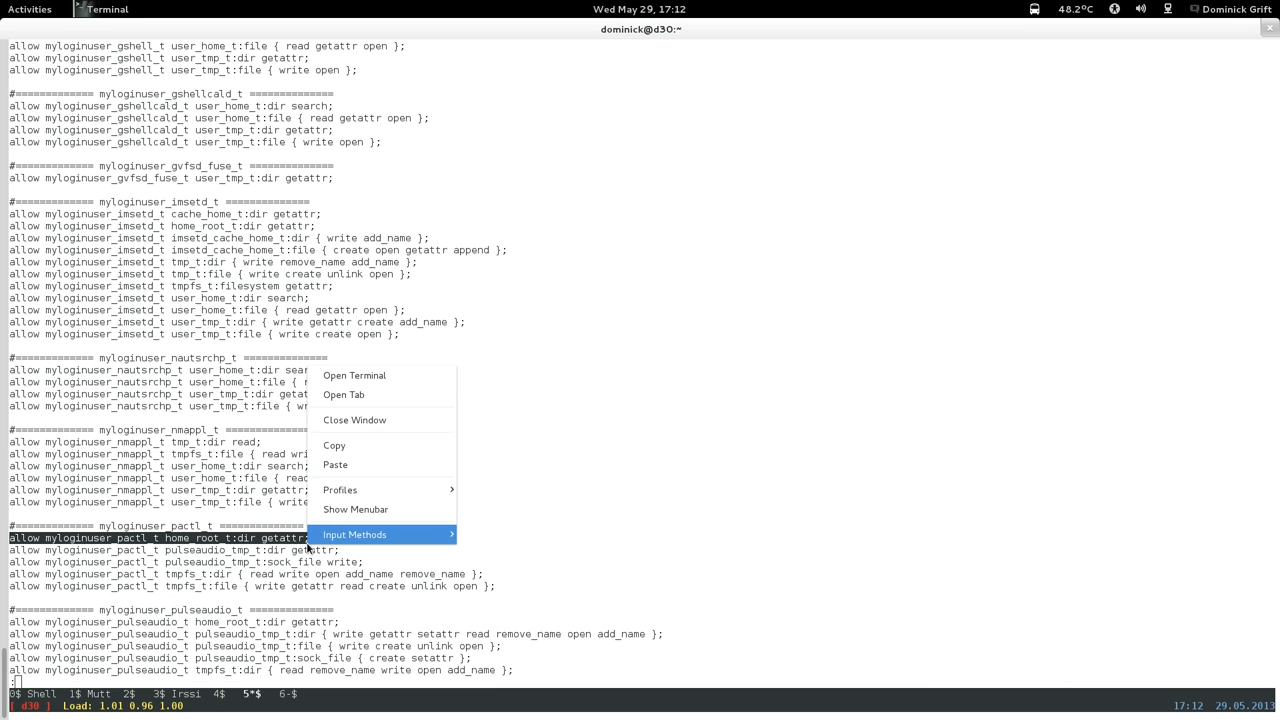 Activities Terminal Wed May 29, 17:12 48.2°C Dominick Grift
dominick@d30:~
allow myloginuser_gshell_t user_home_t:file { read getattr open };
allow myloginuser_gshell_t user_tmp_t:dir getattr;
allow myloginuser_gshell_t user_tmp_t:file { write open };
#============= myloginuser_gshellcald_t ==============
allow myloginuser_gshellcald_t user_home_t:dir search;
allow myloginuser_gshellcald_t user_home_t:file { read getattr open };
allow myloginuser_gshellcald_t user_tmp_t:dir getattr;
allow myloginuser_gshellcald_t user_tmp_t:file { write open };
#============= myloginuser_gvfsd_fuse_t ==============
allow myloginuser_gvfsd_fuse_t user_tmp_t:dir getattr;
#============= myloginuser_imsetd_t ==============
allow myloginuser_imsetd_t cache_home_t:dir getattr;
allow myloginuser_imsetd_t home_root_t:dir getattr;
allow myloginuser_imsetd_t imsetd_cache_home_t:dir { write add_name };
allow myloginuser_imsetd_t imsetd_cache_home_t:file { create open getattr append };
allow myloginuser_imsetd_t tmp_t:dir { write remove_name add_name };
allow myloginuser_imsetd_t tmp_t:file { write create unlink open };
allow myloginuser_imsetd_t tmpfs_t:filesystem getattr;
allow myloginuser_imsetd_t user_home_t:dir search;
allow myloginuser_imsetd_t user_home_t:file { read getattr open };
allow myloginuser_imsetd_t user_tmp_t:dir { write getattr create add_name };
allow myloginuser_imsetd_t user_tmp_t:file { write create open };
#============= myloginuser_nautsrchp_t ==============
allow myloginuser_nautsrchp_t user_home_t:dir sear
allow myloginuser_nautsrchp_t user_home_t:file { r
allow myloginuser_nautsrchp_t user_tmp_t:dir getat
allow myloginuser_nautsrchp_t user_tmp_t:file { wr
#============= myloginuser_nmappl_t =============
allow myloginuser_nmappl_t tmp_t:dir read;
allow myloginuser_nmappl_t tmpfs_t:file { read wri
allow myloginuser_nmappl_t user_home_t:dir search;
allow myloginuser_nmappl_t user_home_t:file { read
allow myloginuser_nmappl_t user_tmp_t:dir getattr;
allow myloginuser_nmappl_t user_tmp_t:file { write
#============= myloginuser_pactl_t ==============
allow myloginuser_pactl_t home_root_t:dir getattr;
allow myloginuser_pactl_t pulseaudio_tmp_t:dir getattr;
allow myloginuser_pactl_t pulseaudio_tmp_t:sock_file write;
allow myloginuser_pactl_t tmpfs_t:dir { read write open add_name remove_name };
allow myloginuser_pactl_t tmpfs_t:file { write getattr read create unlink open };
#============= myloginuser_pulseaudio_t ==============
allow myloginuser_pulseaudio_t home_root_t:dir getattr;
allow myloginuser_pulseaudio_t pulseaudio_tmp_t:dir { write getattr setattr read remove_name open add_name };
allow myloginuser_pulseaudio_t pulseaudio_tmp_t:file { write create unlink open };
allow myloginuser_pulseaudio_t pulseaudio_tmp_t:sock_file { create setattr };
allow myloginuser_pulseaudio_t tmpfs_t:dir { read remove_name write open add_name };
:
Open Terminal
Open Tab
Close Window
Copy
Paste
Profiles
Show Menubar
Input Methods
0$ Shell 1$ Mutt 2$ 3$ Irssi 4$ 5*$ 6-$
[ d30 ] Load: 1.01 0.96 1.00 17:12 29.05.2013